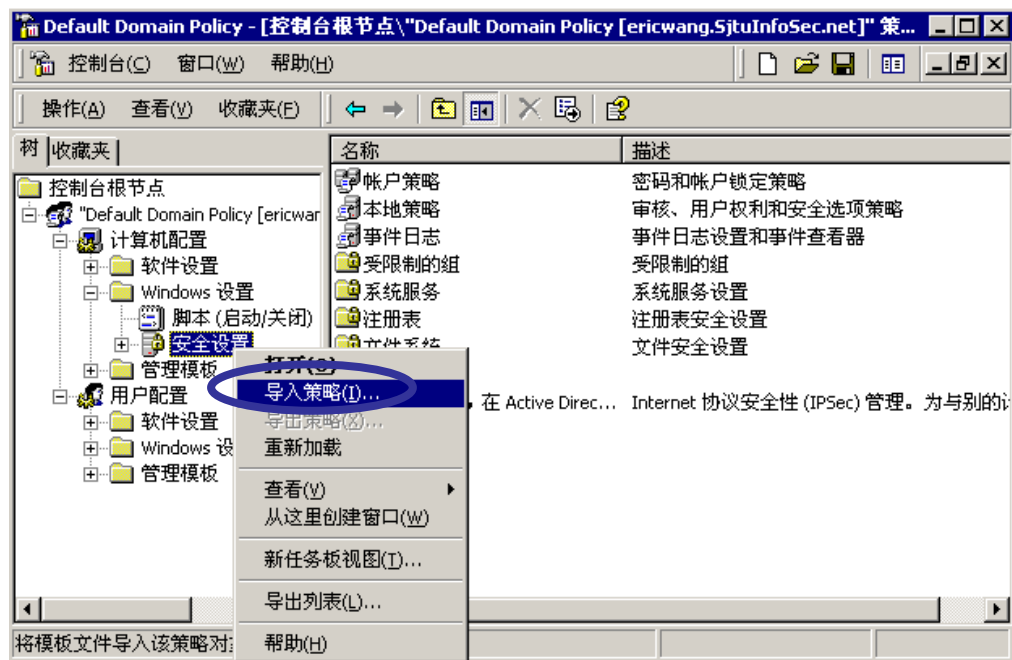 Default Domain Policy - [控制台根节点\"Default Domain Policy [ericwang.SjtuInfoSec.net]" 策...
控制台(C) 窗口(W) 帮助(H)
操作(A) 查看(V) 收藏夹(F)
树 收藏夹
名称 描述
控制台根节点
"Default Domain Policy [ericwar
计算机配置
软件设置
Windows 设置
脚本 (启动/关闭)
安全设置
管理模板
用户配置
软件设置
Windows 设
管理模板
帐户策略 密码和帐户锁定策略
本地策略 审核、用户权利和安全选项策略
事件日志 事件日志设置和事件查看器
受限制的组 受限制的组
系统服务 系统服务设置
注册表 注册表安全设置
文件系统 文件安全设置
，在 Active Direc... Internet 协议安全性 (IPSec) 管理。为与别的计
打开(O)
导入策略(I)...
导出策略(X)...
重新加载
查看(V)
从这里创建窗口(W)
新任务板视图(T)...
导出列表(L)...
帮助(H)
将模板文件导入该策略对